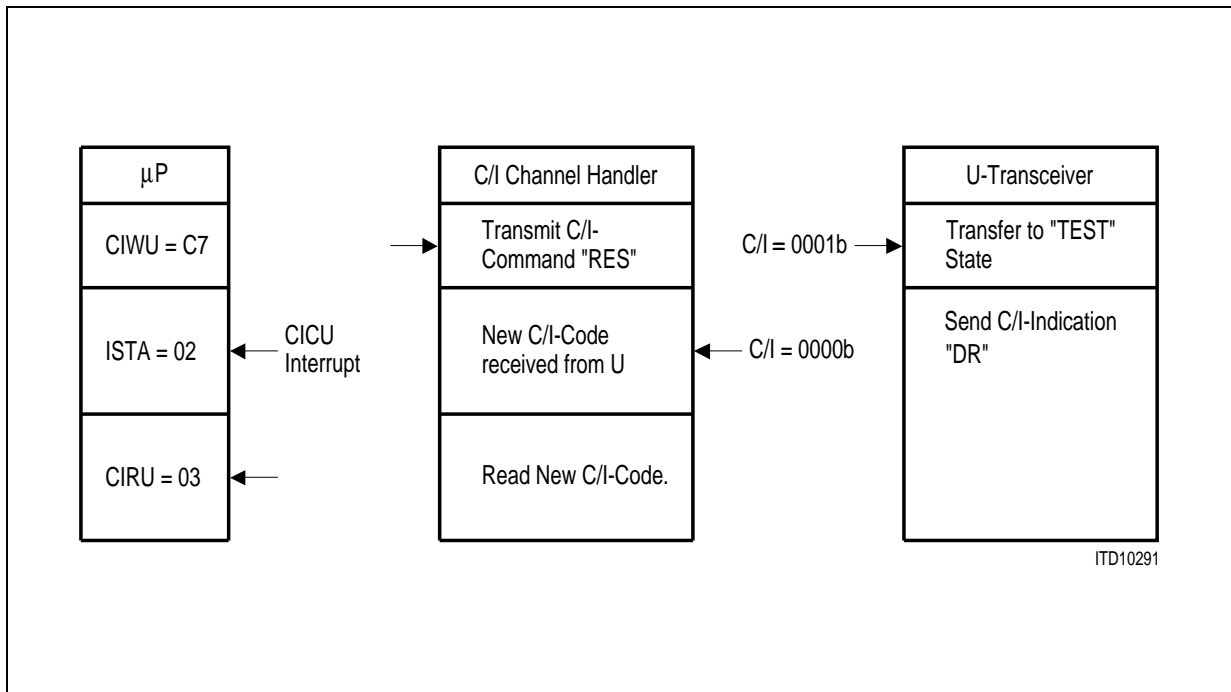 μP
CIWU = C7
ISTA = 02
CIRU = 03
CICU
Interrupt
C/I Channel Handler
Transmit C/I-
Command "RES"
New C/I-Code
received from U
Read New C/I-Code.
C/I = 0001b
C/I = 0000b
U-Transceiver
Transfer to "TEST"
State
Send C/I-Indication
"DR"
ITD10291